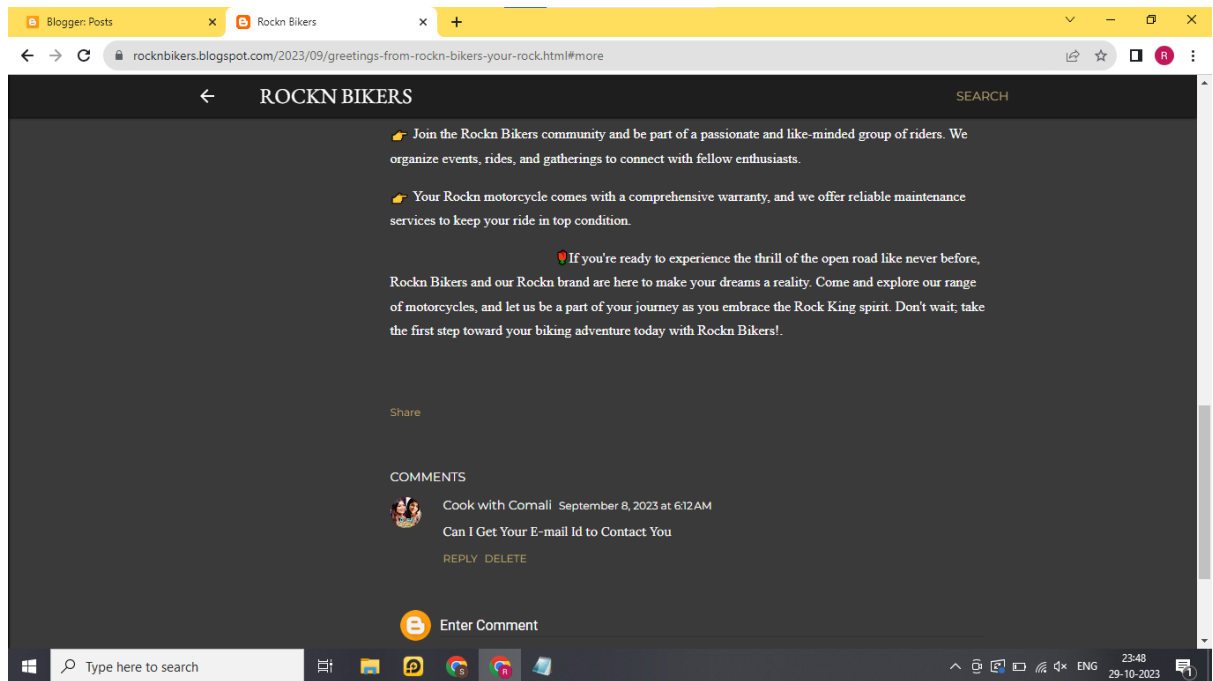 Blogger: Posts
Rockn Bikers
rocknbikers.blogspot.com/2023/09/greetings-from-rockn-bikers-your-rock.html#more
R
ROCKN BIKERS
SEARCH
👉 Join the Rockn Bikers community and be part of a passionate and like-minded group of riders. We
organize events, rides, and gatherings to connect with fellow enthusiasts.
👉 Your Rockn motorcycle comes with a comprehensive warranty, and we offer reliable maintenance
services to keep your ride in top condition.
🌹If you're ready to experience the thrill of the open road like never before,
Rockn Bikers and our Rockn brand are here to make your dreams a reality. Come and explore our range
of motorcycles, and let us be a part of your journey as you embrace the Rock King spirit. Don't wait; take
the first step toward your biking adventure today with Rockn Bikers!.
Share
COMMENTS
Cook with Comali September 8, 2023 at 6:12 AM
Can I Get Your E-mail Id to Contact You
REPLY DELETE
Enter Comment
Type here to search
ENG
23:48
29-10-2023
1